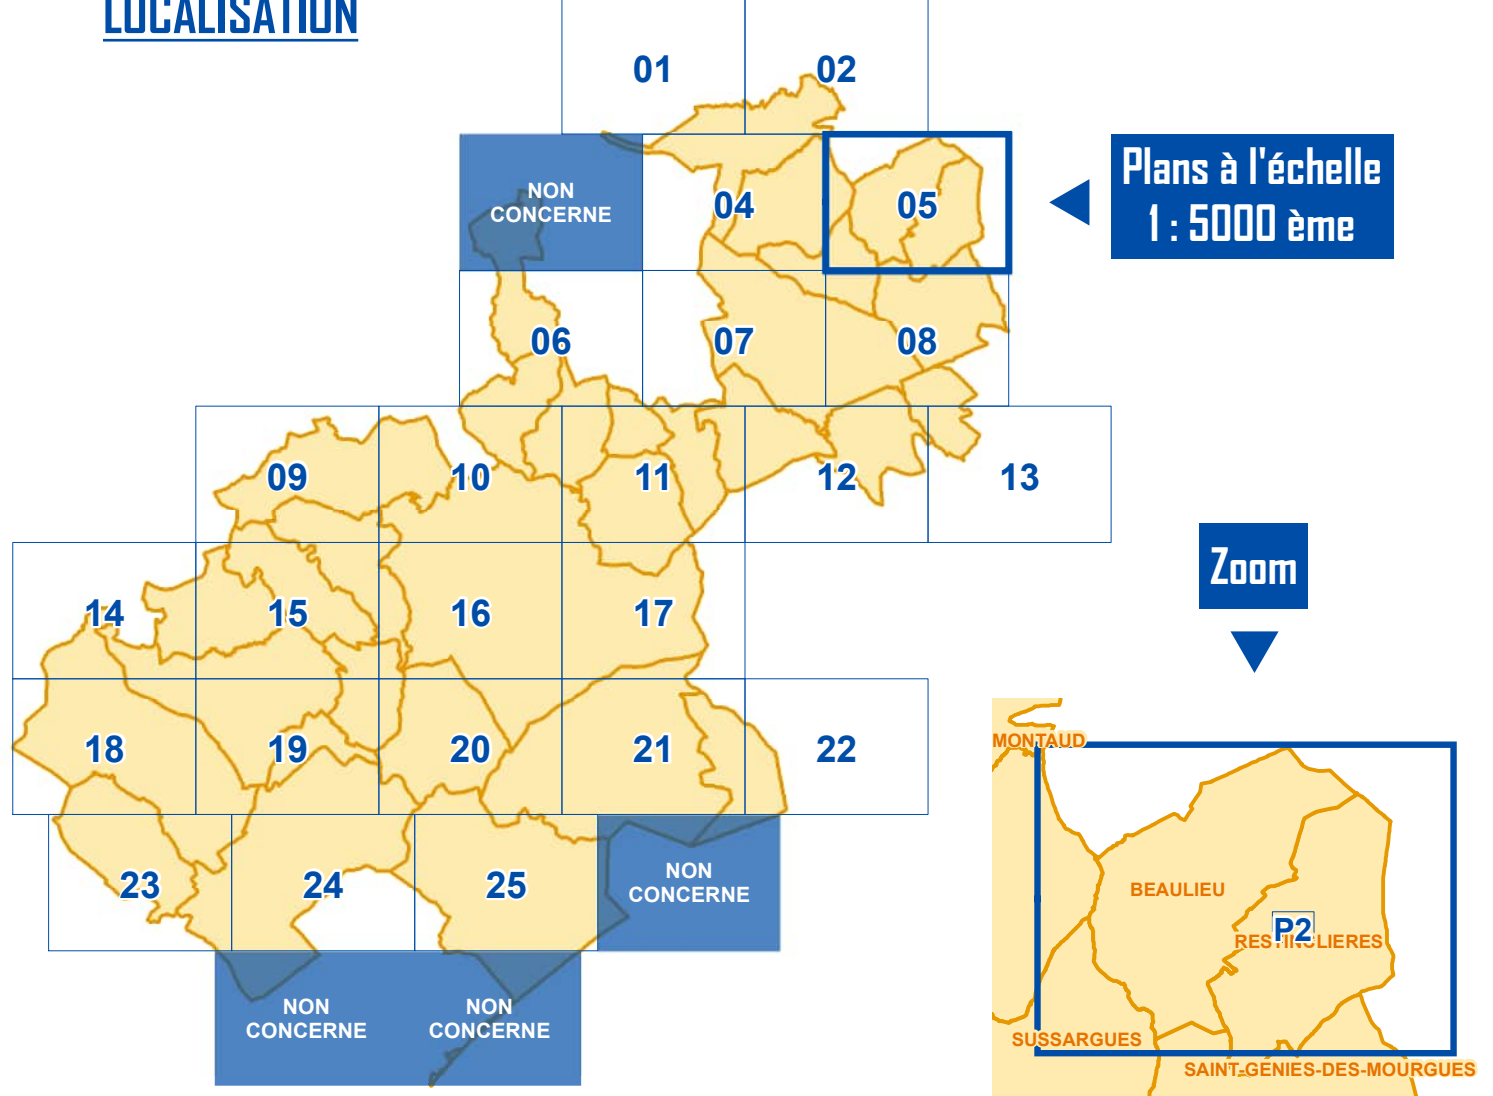 LOCALISATION
01
02
NON
CONCERNE
04
05
Plans à l'échelle
1 : 5000 ème
06
07
08
09
10
11
12
13
14
15
16
17
Zoom
18
19
20
21
22
23
24
25
NON
CONCERNE
NON
CONCERNE
NON
CONCERNE
MONTAUD
BEAULIEU
P2
RESTINCLIERES
SUSSARGUES
SAINT-GENIES-DES-MOURGUES